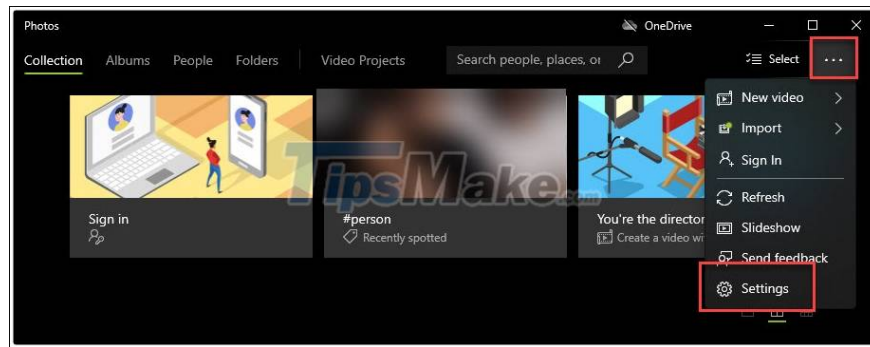 Photos
OneDrive
Collection Albums People Folders Video Projects
Search people, places, or
Select
New video
Import
Sign In
Refresh
Slideshow
Send feedback
Settings
Sign in
#person
Recently spotted
You're the director
Create a video wi
TipsMake.com